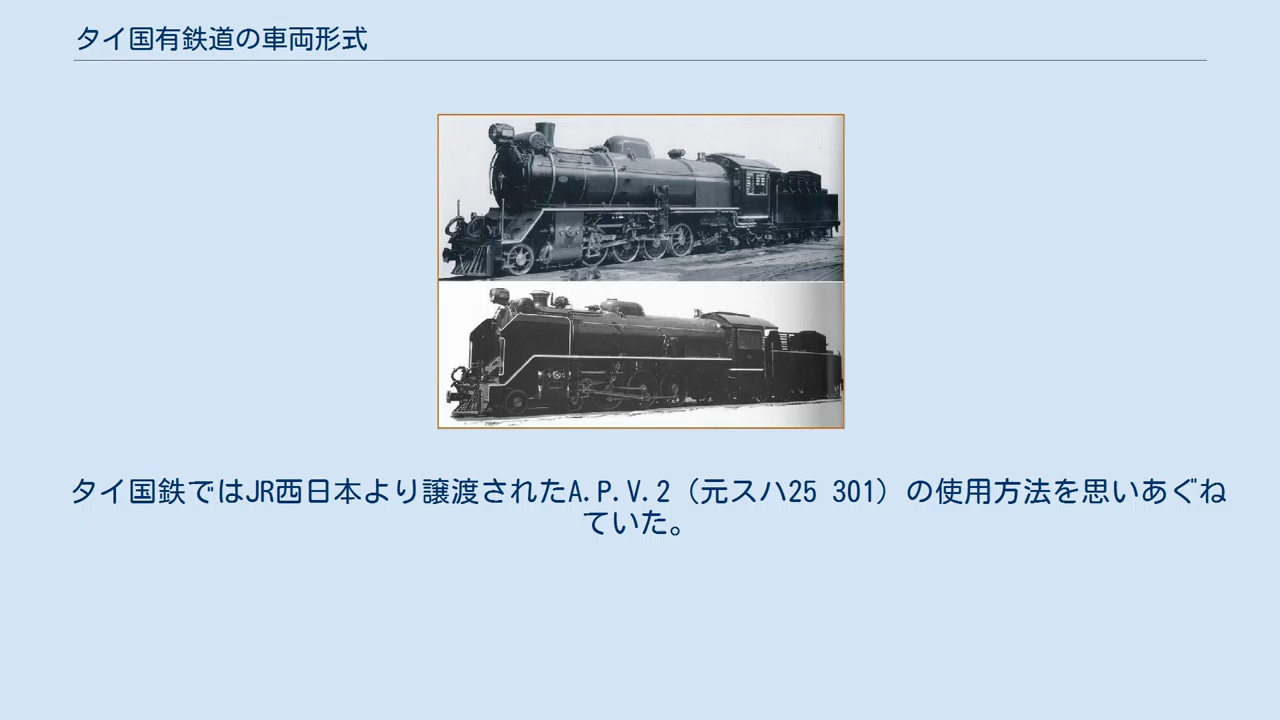 タイ国有鉄道の車両形式
タイ国鉄ではJR西日本より譲渡されたA.P.V.2（元スハ25 301）の使用方法を思いあぐね
ていた。